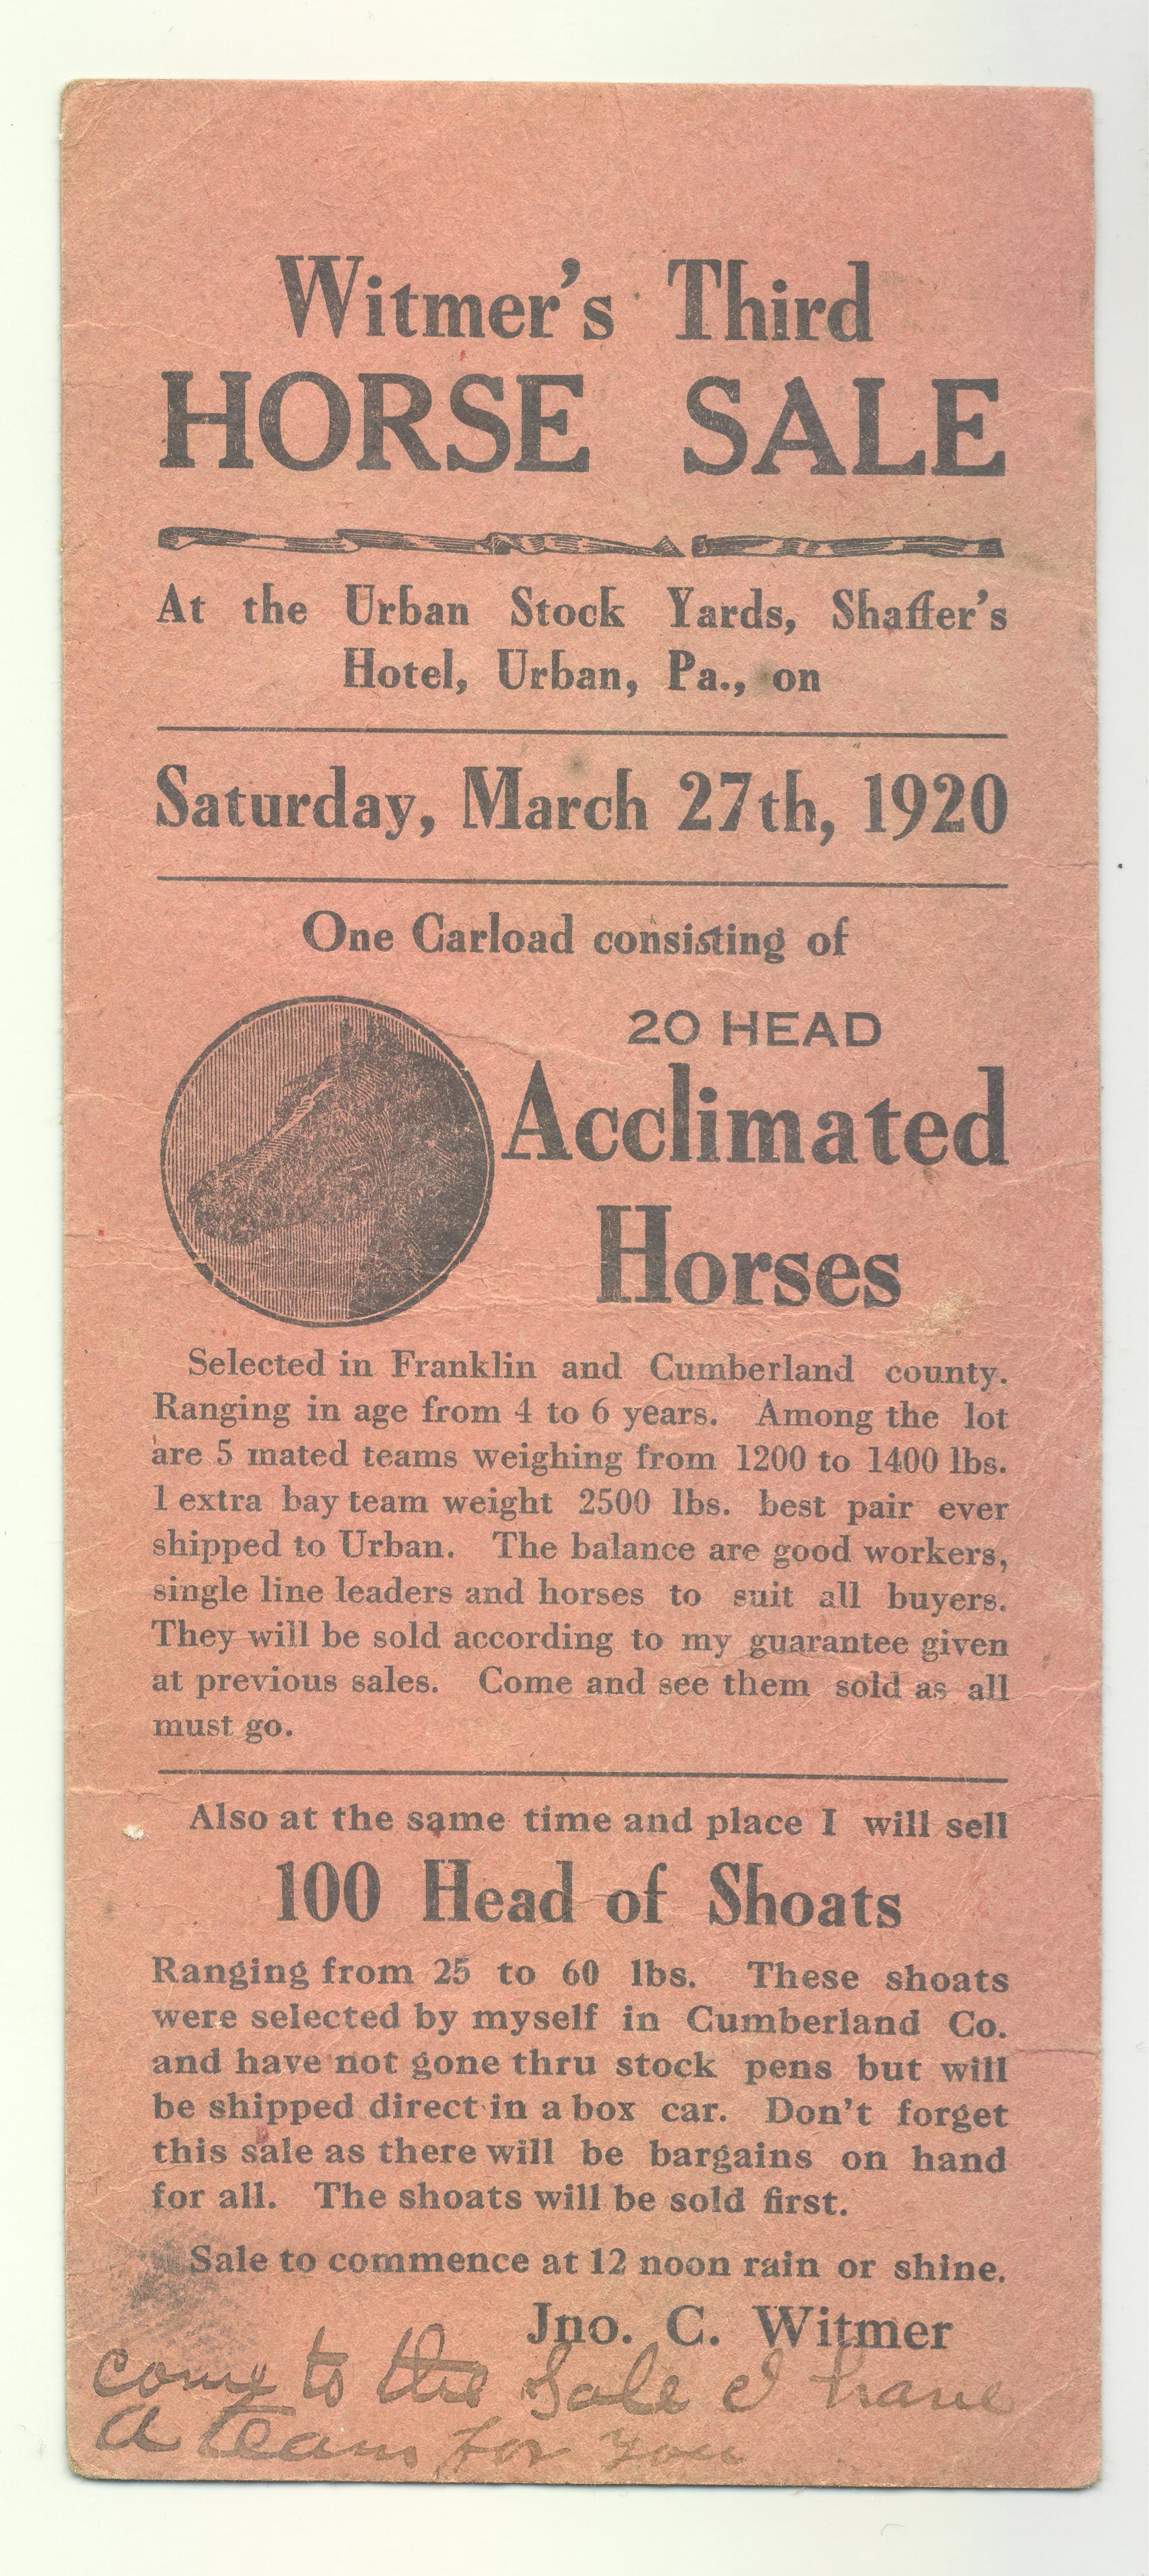 Witmer's Third
HORSE SALE
At the Urban Stock Yards, Shaffer's
Hotel, Urban, Pa., on
Saturday, March 27th, 1920
One Carload consisting of
20 HEAD
Acclimated
Horses
Selected in Franklin and Cumberland county.
Ranging in age from 4 to 6 years. Among the lot
are 5 mated teams weighing from 1200 to 1400 lbs.
1 extra bay team weight 2500 lbs. best pair ever
shipped to Urban. The balance are good workers,
single line leaders and horses to suit all buyers.
They will be sold according to my guarantee given
at previous sales. Come and see them sold as all
must go.
Also at the same time and place I will sell
100 Head of Shoats
Ranging from 25 to 60 lbs. These shoats
were selected by myself in Cumberland Co.
and have not gone thru stock pens but will
be shipped direct in a box car. Don't forget
this sale as there will be bargains on hand
for all. The shoats will be sold first.
Sale to commence at 12 noon rain or shine.
Jno. C. Witmer
come to the Sale I have
a team for you